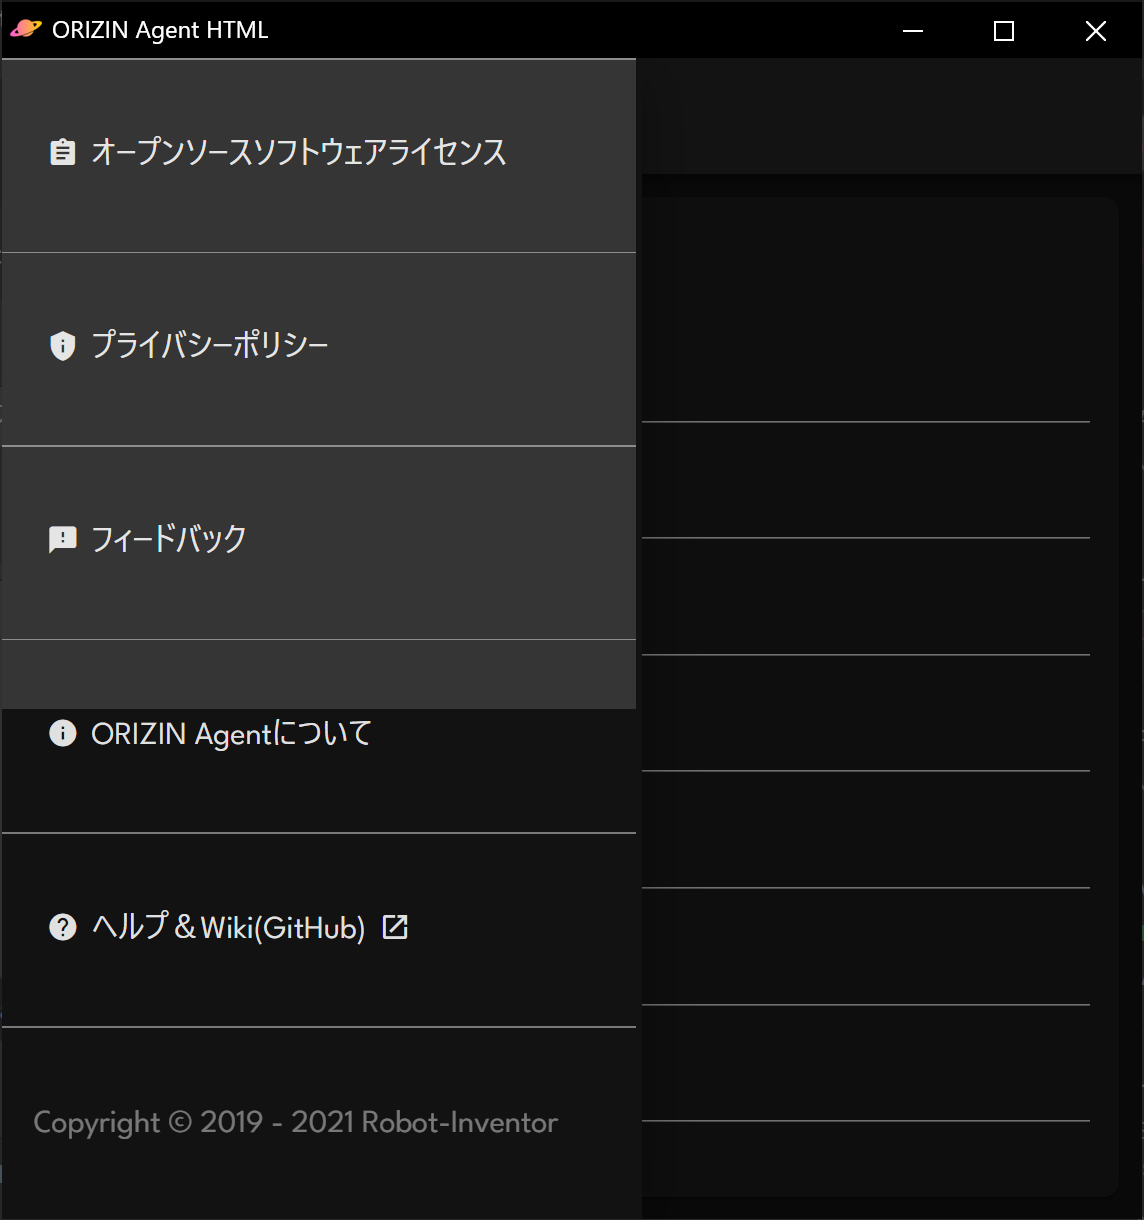 ORIZIN Agent HTML
オープンソースソフトウェアライセンス
プライバシーポリシー
フィードバック
ORIZIN Agentについて
ヘルプ＆Wiki(GitHub)
Copyright © 2019 - 2021 Robot-Inventor